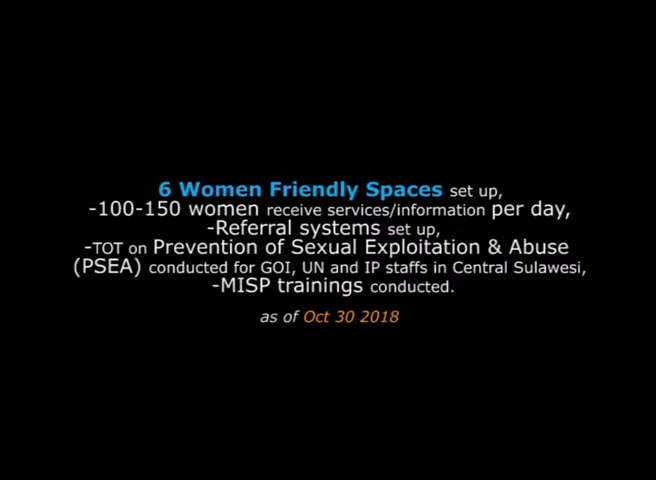 6 Women Friendly Spaces set up,
-100-150 women receive services/information per day,
-Referral systems set up,
-TOT on Prevention of Sexual Exploitation & Abuse
(PSEA) conducted for GOI, UN and IP staffs in Central Sulawesi,
-MISP trainings conducted.
as of Oct 30 2018